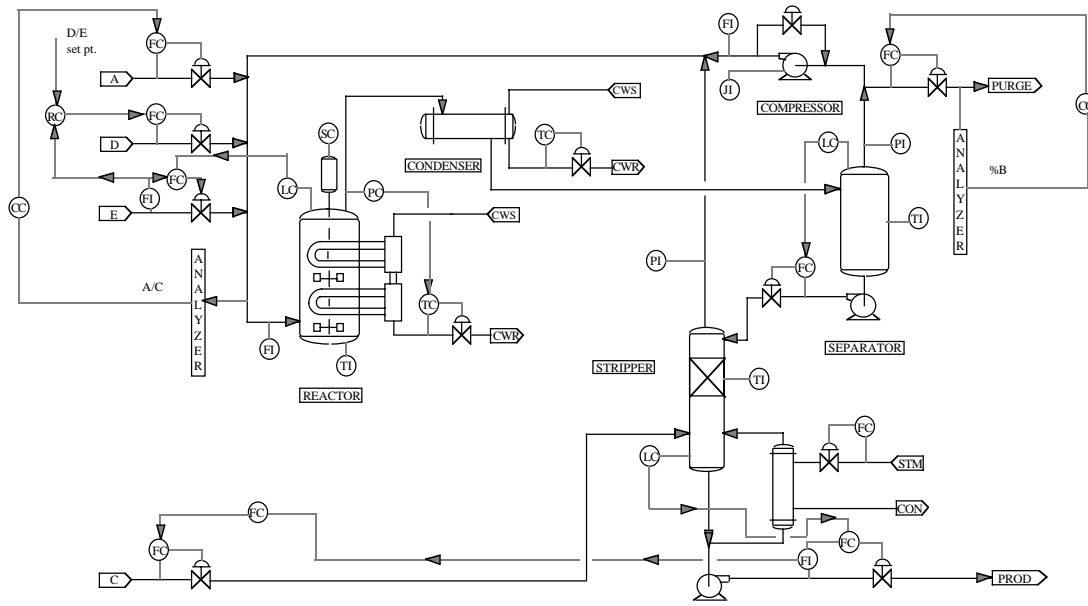 D/E
set pt.
FC
A
RC
FC
D
FC
FI
E
CC
A/C
ANALYZER
FI
SC
LC
PC
CWS
TC
CWR
TI
REACTOR
CWS
TC
CWR
CONDENSER
FI
JI
COMPRESSOR
FC
PURGE
CC
LC
PI
ANALYZER
%B
TI
FC
PI
SEPARATOR
STRIPPER
TI
LC
FC
STM
CON
FC
FC
C
FI
FC
PROD